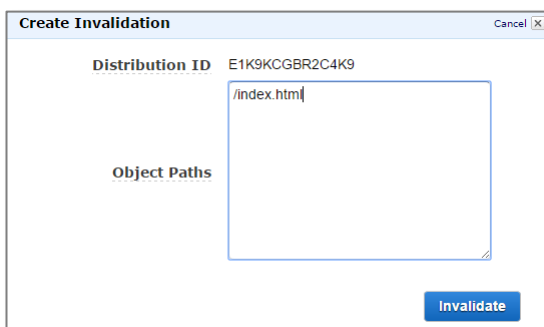 Create Invalidation Cancel X
Distribution ID E1K9KCGBR2C4K9
/index.html
Object Paths
Invalidate